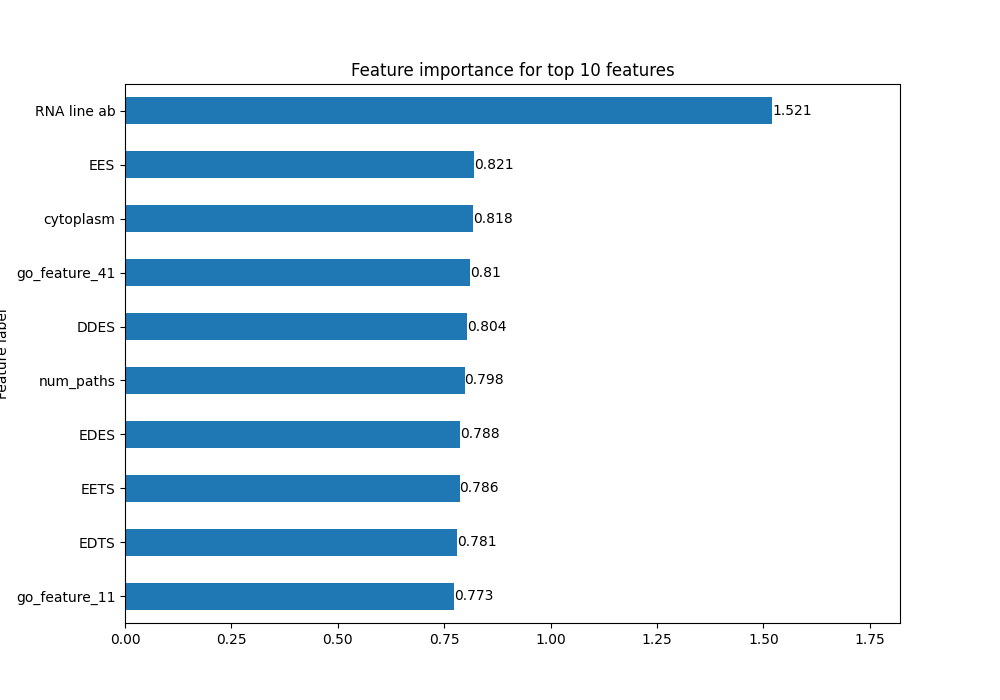 Feature importance for top 10 features
RNA line ab 1.521
EES 0.821
cytoplasm 0.818
go_feature_41 0.81
DDES 0.804
num_paths 0.798
EDES 0.788
EETS 0.786
EDTS 0.781
go_feature_11 0.773
Feature label
0.00 0.25 0.50 0.75 1.00 1.25 1.50 1.75